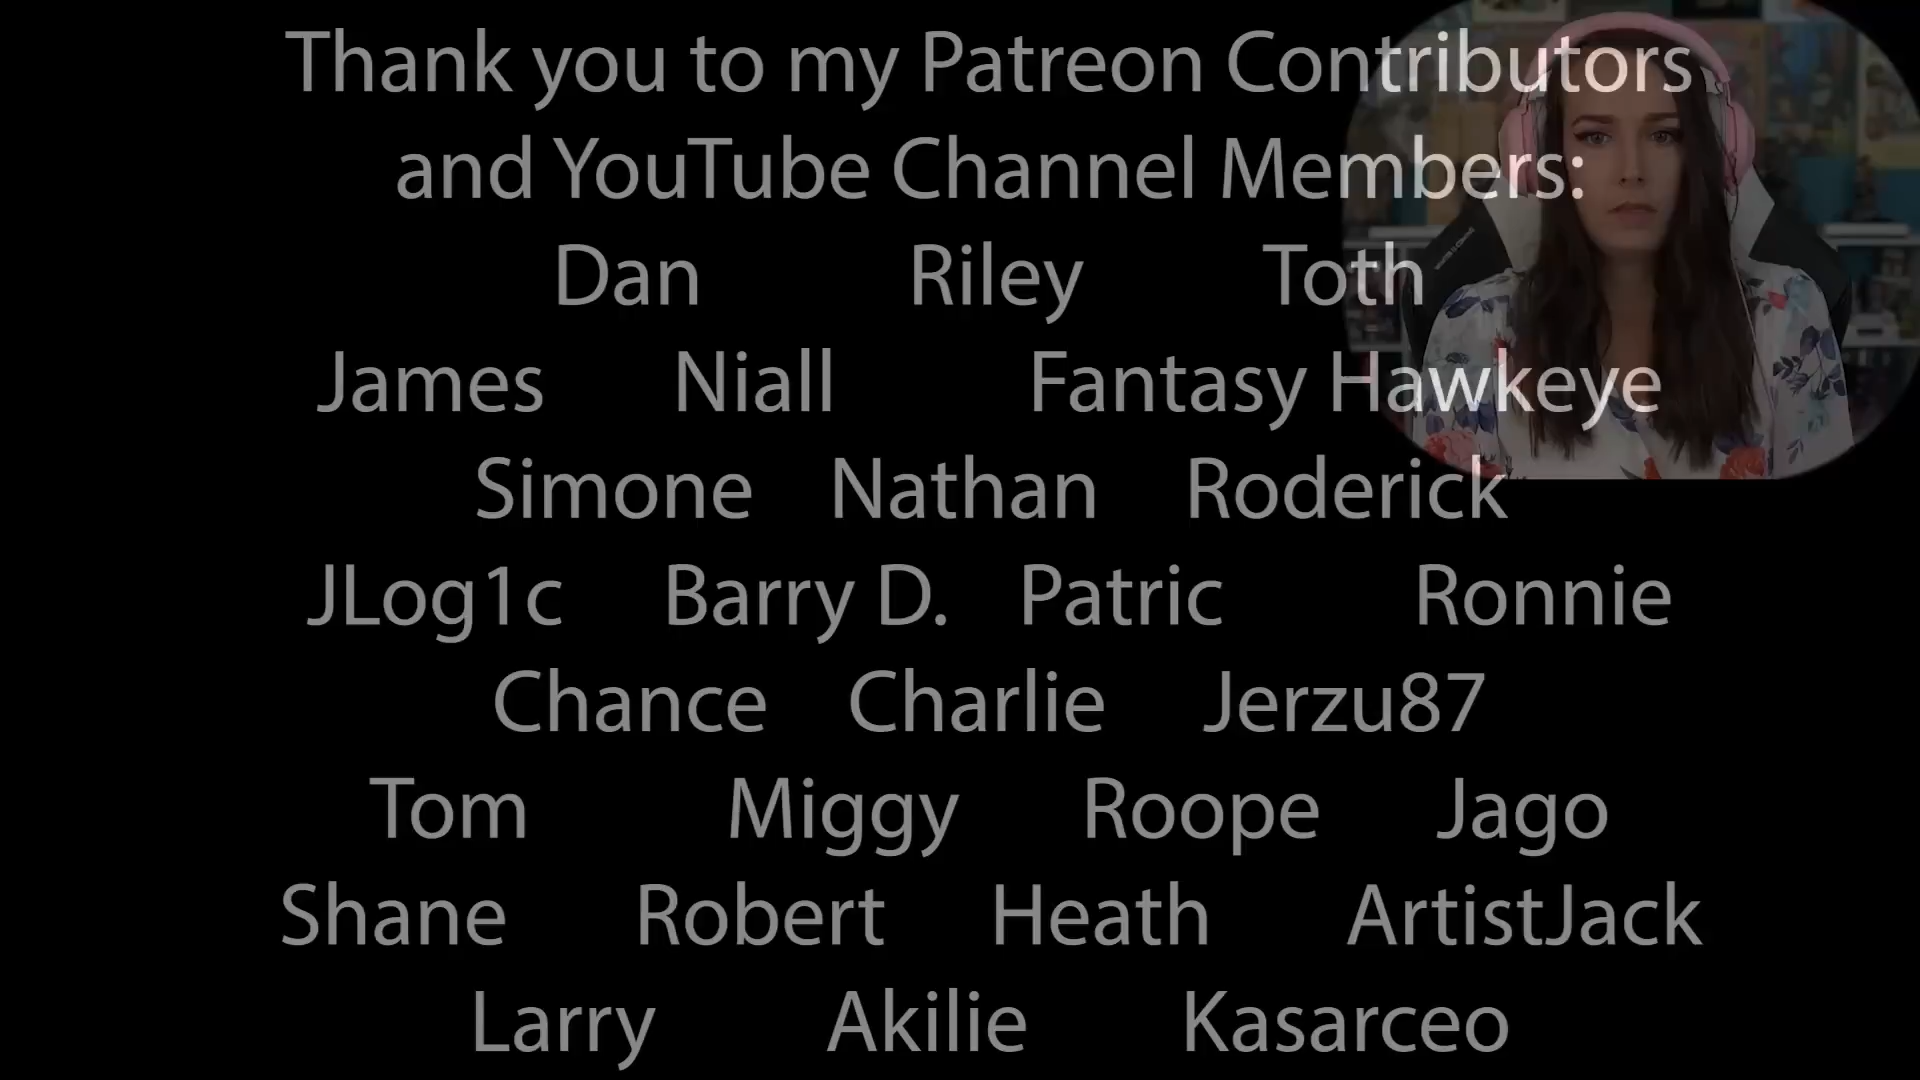 Thank you to my Patreon Contributors
and YouTube Channel Members:
Dan Riley Toth
James Niall Fantasy Hawkeye
Simone Nathan Roderick
JLog1c Barry D. Patric Ronnie
Chance Charlie Jerzu87
Tom Miggy Roope Jago
Shane Robert Heath ArtistJack
Larry Akilie Kasarceo